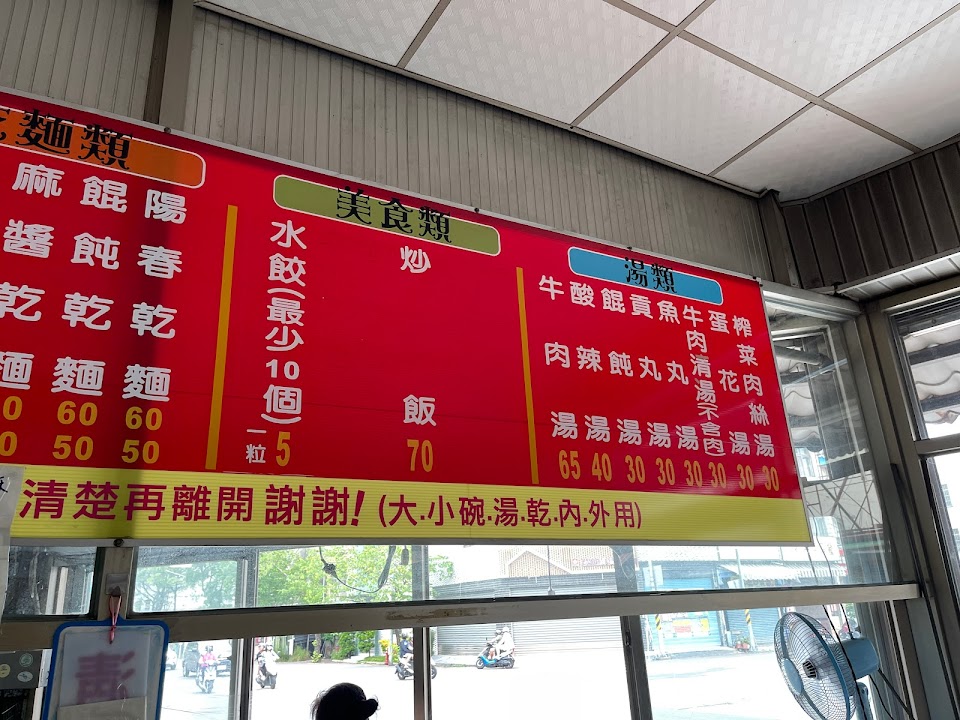 麵類
麻醬乾麵
餛飩乾麵 60 50
陽春乾麵 60 50
美食類
水餃(最少10個) 一粒 5
炒飯 70
湯類
牛肉湯 65
酸辣湯 40
餛飩湯 30
貢丸湯 30
魚丸湯 30
牛肉清湯(不含肉) 30
蛋花湯 30
榨菜肉絲湯 30
清楚再離開謝謝!(大.小碗.湯.乾.內.外用)